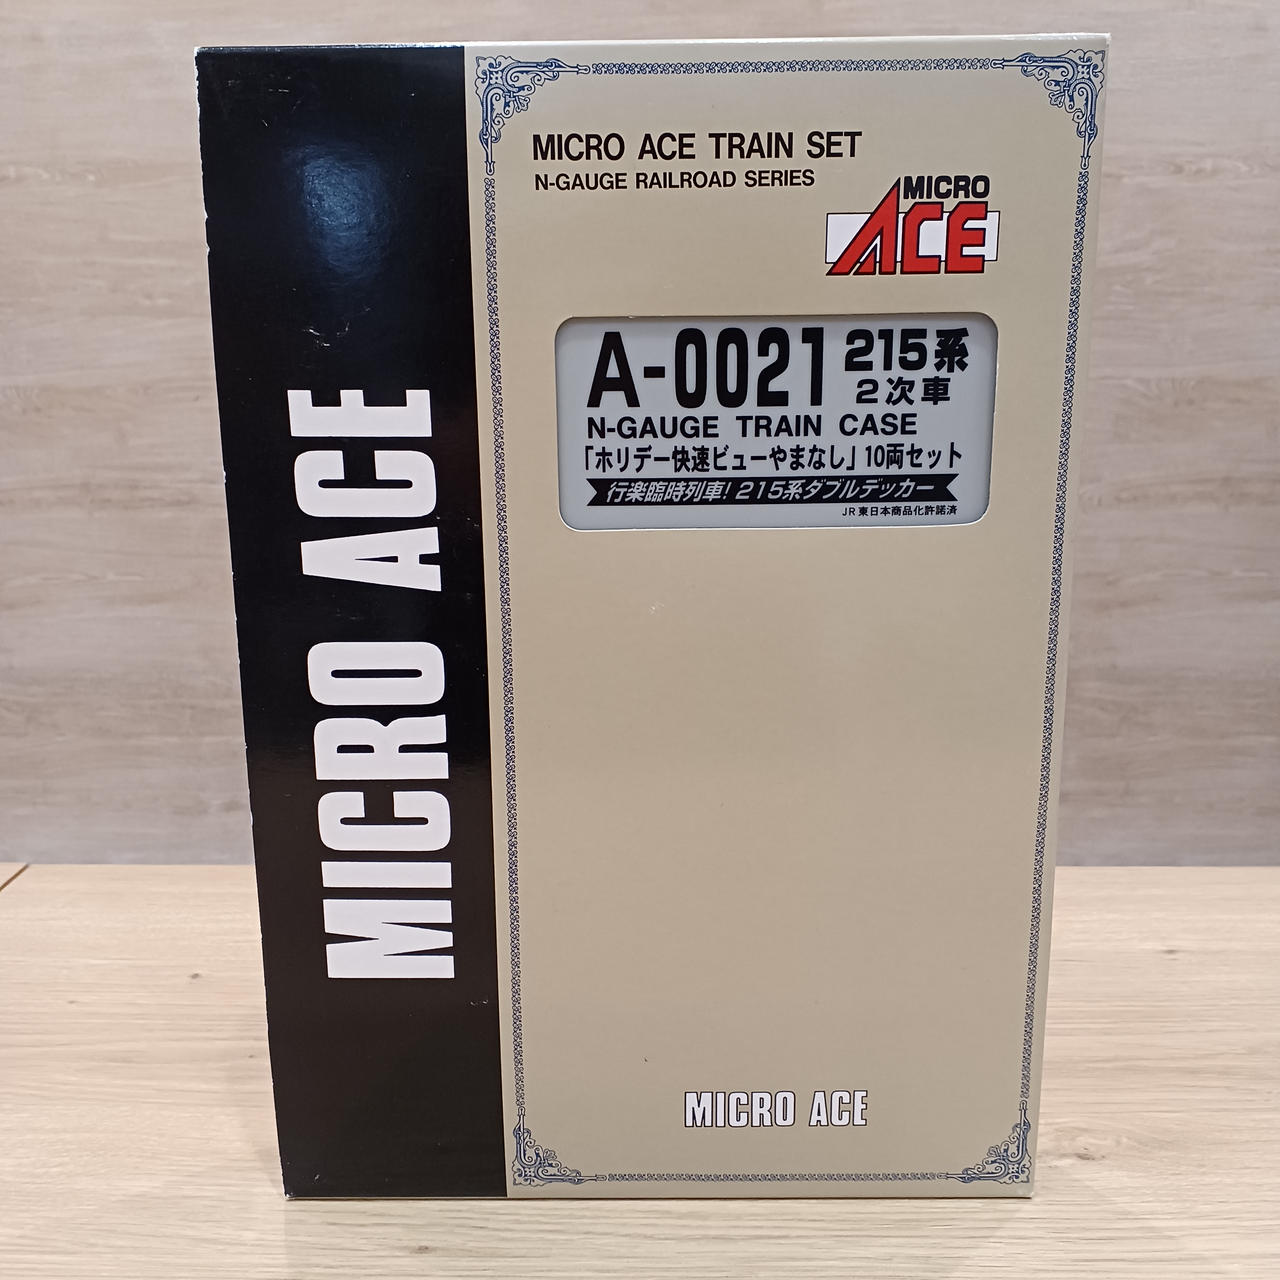 MICRO ACE
MICRO ACE TRAIN SET
N-GAUGE RAILROAD SERIES
MICRO
ACE
A-0021 215系
2次車
N-GAUGE TRAIN CASE
「ホリデー快速ビューやまなし」10両セット
行楽臨時列車!215系ダブルデッカー
JR東日本商品化許諾済
MICRO ACE